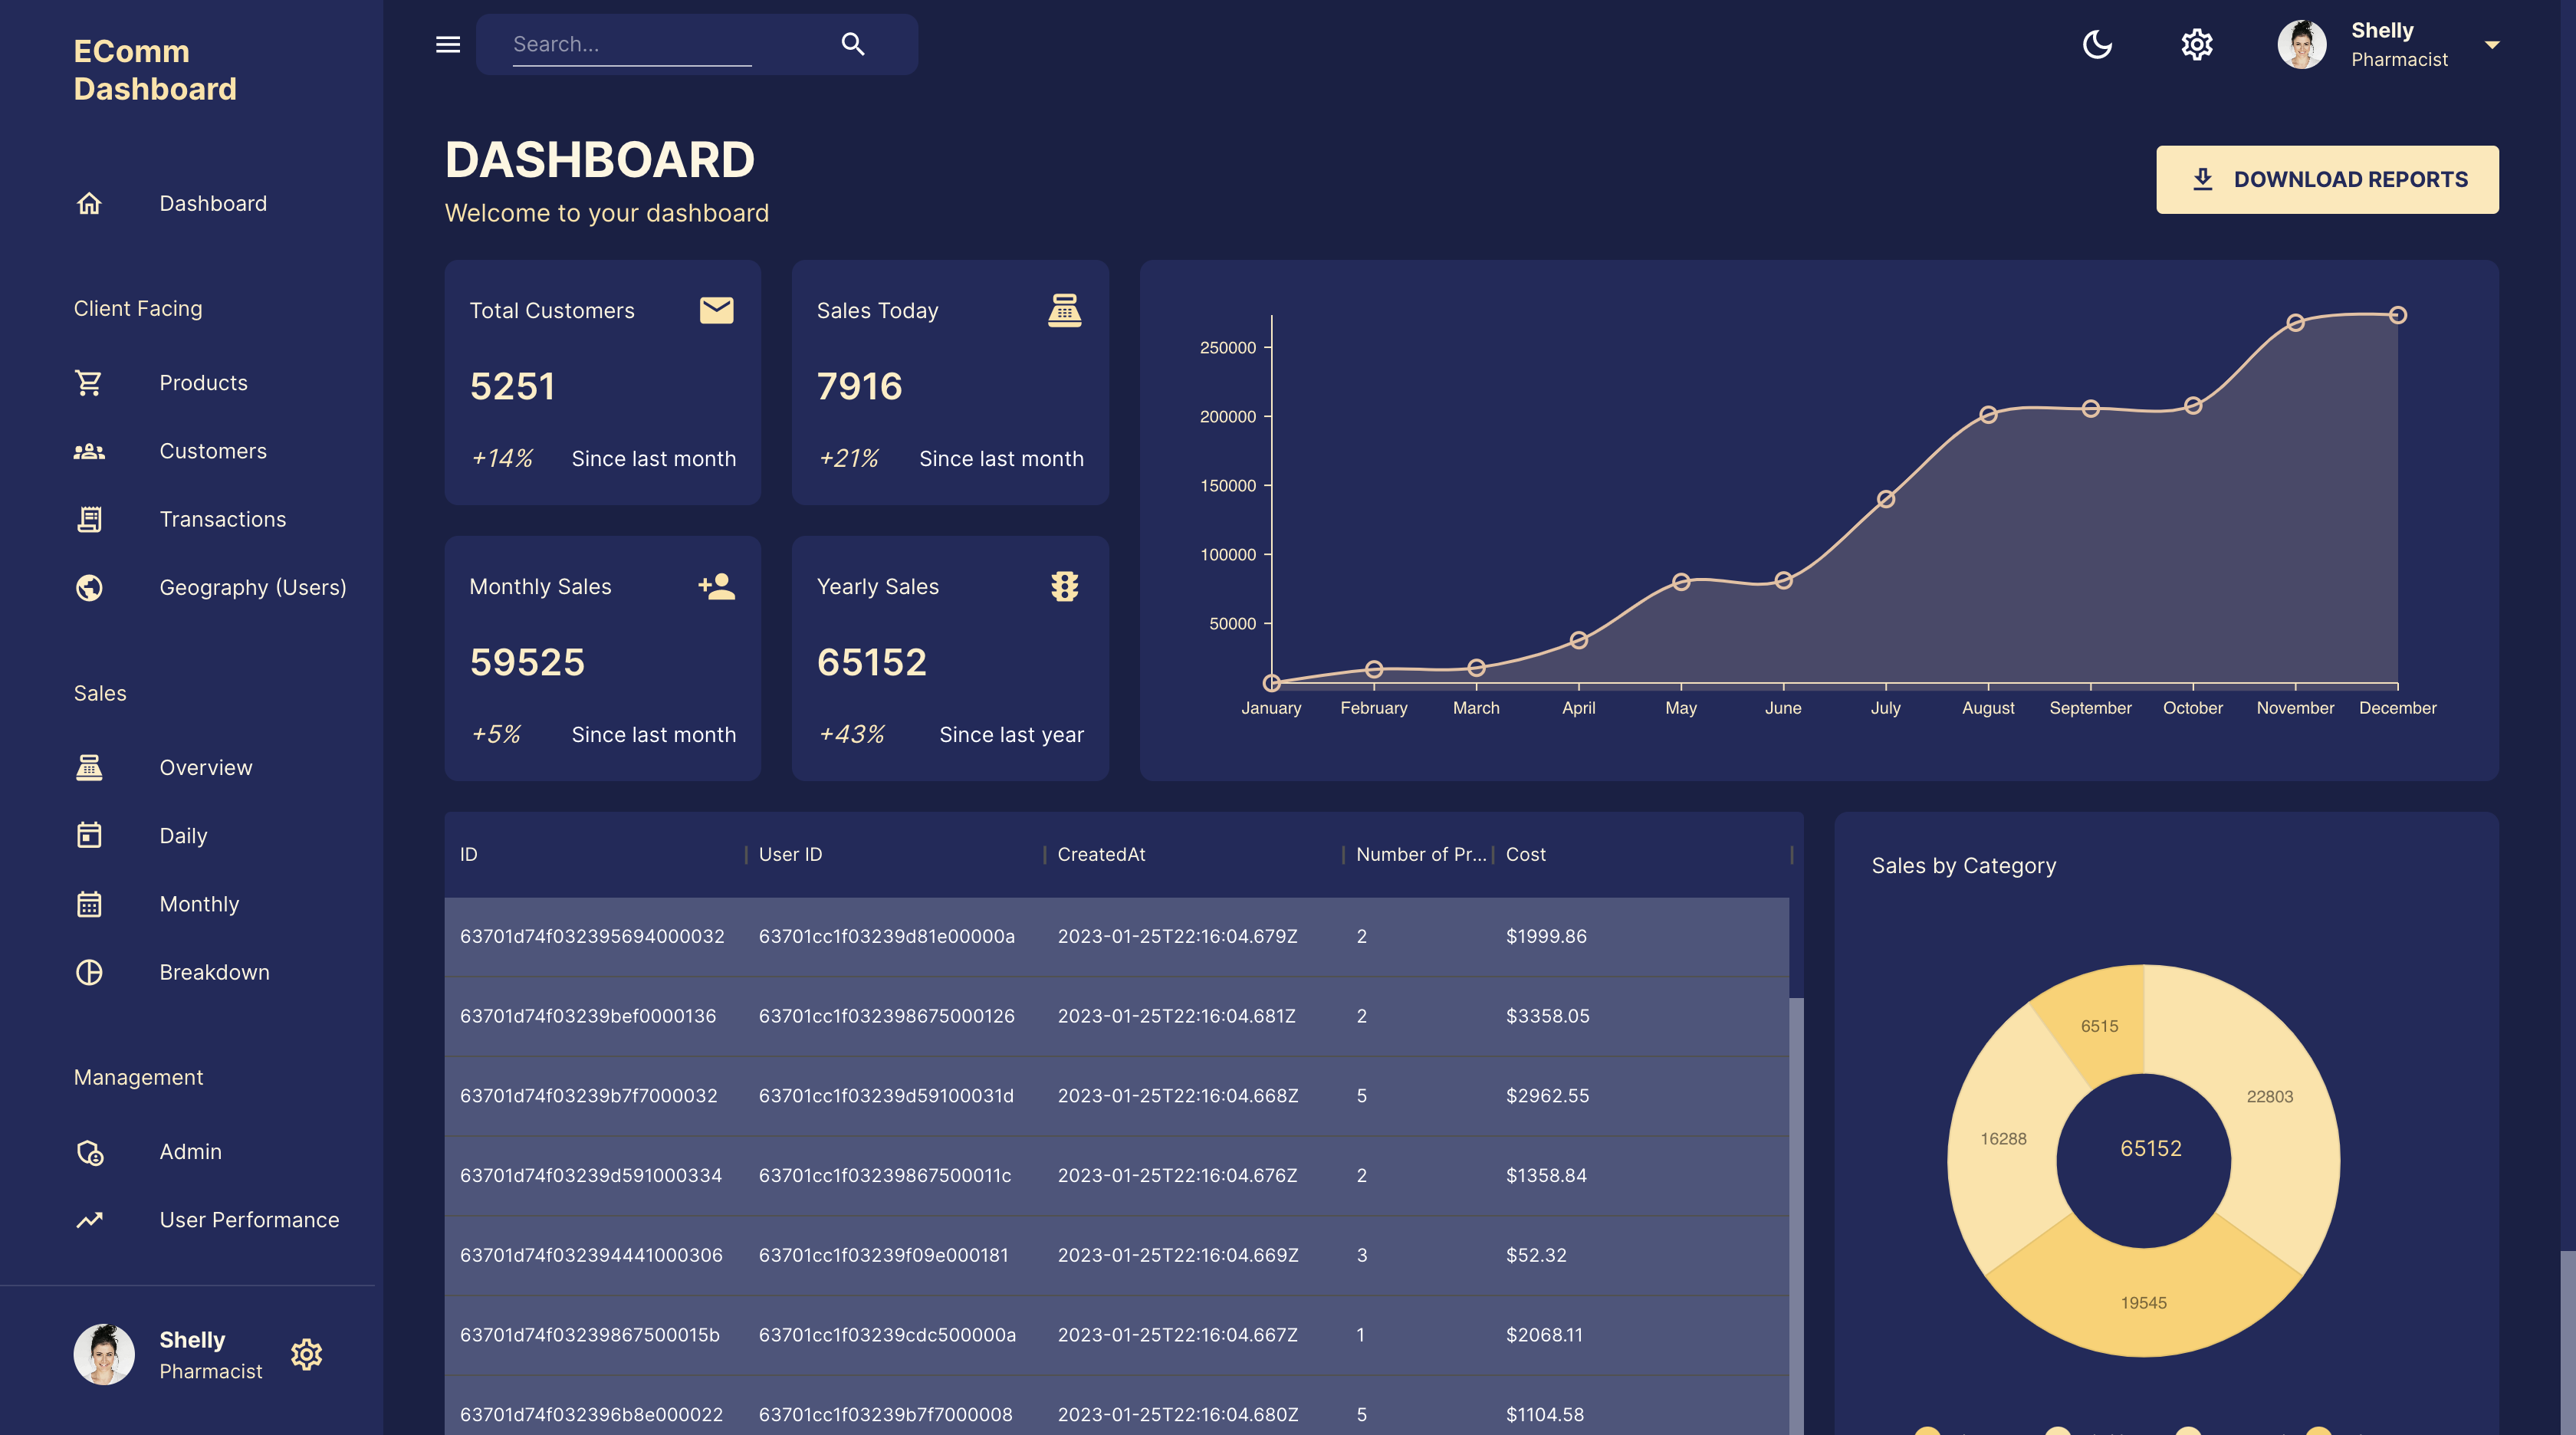 EComm
Dashboard
Dashboard
Client Facing
Products
Customers
Transactions
Geography (Users)
Sales
Overview
Daily
Monthly
Breakdown
Management
Admin
User Performance
Shelly
Pharmacist
Search...
Shelly
Pharmacist
DASHBOARD
Welcome to your dashboard
DOWNLOAD REPORTS
Total Customers
5251
+14% Since last month
Sales Today
7916
+21% Since last month
Monthly Sales
59525
+5% Since last month
Yearly Sales
65152
+43% Since last year
250000
200000
150000
100000
50000
January February March April May June July August September October November December
ID User ID CreatedAt Number of Pr... Cost
63701d74f032395694000032 63701cc1f03239d81e00000a 2023-01-25T22:16:04.679Z 2 $1999.86
63701d74f03239bef0000136 63701cc1f032398675000126 2023-01-25T22:16:04.681Z 2 $3358.05
63701d74f03239b7f7000032 63701cc1f03239d59100031d 2023-01-25T22:16:04.668Z 5 $2962.55
63701d74f03239d591000334 63701cc1f03239867500011c 2023-01-25T22:16:04.676Z 2 $1358.84
63701d74f032394441000306 63701cc1f03239f09e000181 2023-01-25T22:16:04.669Z 3 $52.32
63701d74f03239867500015b 63701cc1f03239cdc500000a 2023-01-25T22:16:04.667Z 1 $2068.11
63701d74f032396b8e000022 63701cc1f03239b7f7000008 2023-01-25T22:16:04.680Z 5 $1104.58
Sales by Category
6515
22803
16288
65152
19545